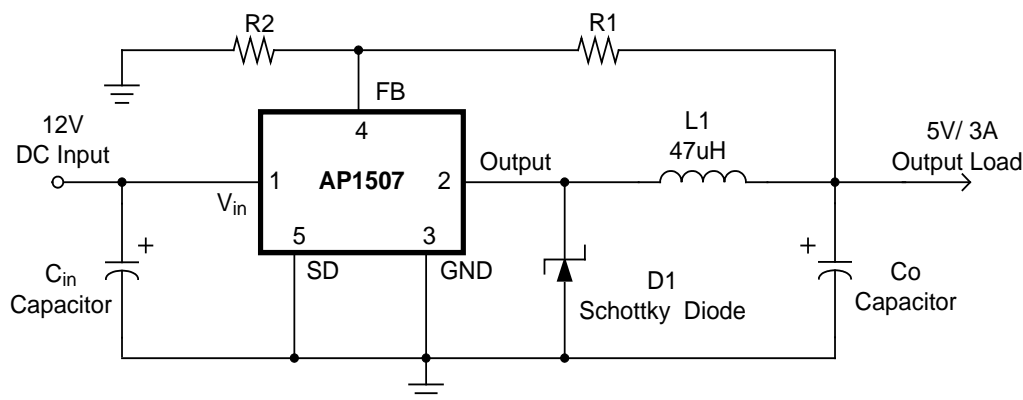 R2
R1
FB
12V
DC Input
4
L1
47uH
5V/ 3A
Output Load
Output
1
AP1507
2
Vin
5
3
SD
GND
Cin
Capacitor
D1
Schottky Diode
Co
Capacitor
+
+